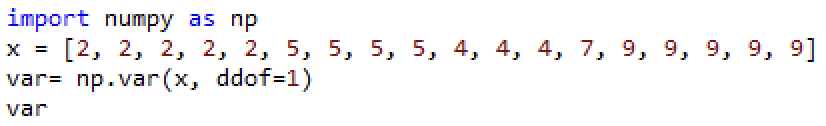 import numpy as np
x = [2, 2, 2, 2, 2, 5, 5, 5, 5, 4, 4, 4, 7, 9, 9, 9, 9, 9]
var= np.var(x, ddof=1)
var